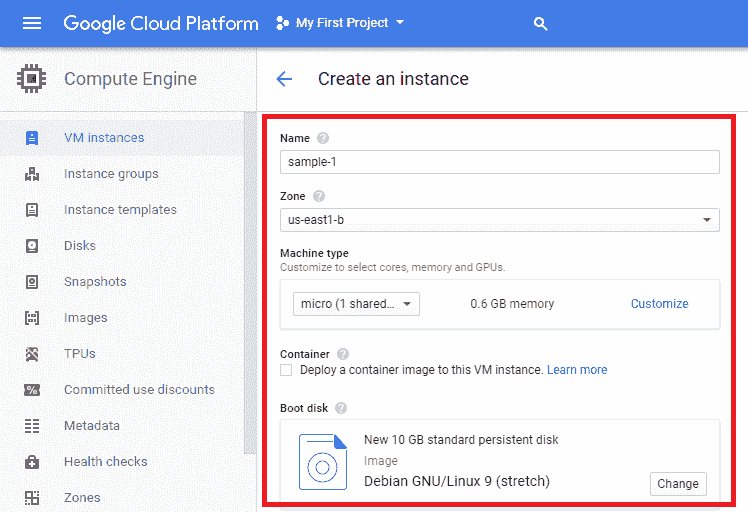 Google Cloud Platform
My First Project
Compute Engine
Create an instance
VM instances
Instance groups
Instance templates
Disks
Snapshots
Images
TPUs
Committed use discounts
Metadata
Health checks
Zones
Name ?
sample-1
Zone ?
us-east1-b
Machine type
Customize to select cores, memory and GPUs.
micro (1 shared...
0.6 GB memory
Customize
Container ?
Deploy a container image to this VM instance. Learn more
Boot disk ?
New 10 GB standard persistent disk
Image
Debian GNU/Linux 9 (stretch)
Change